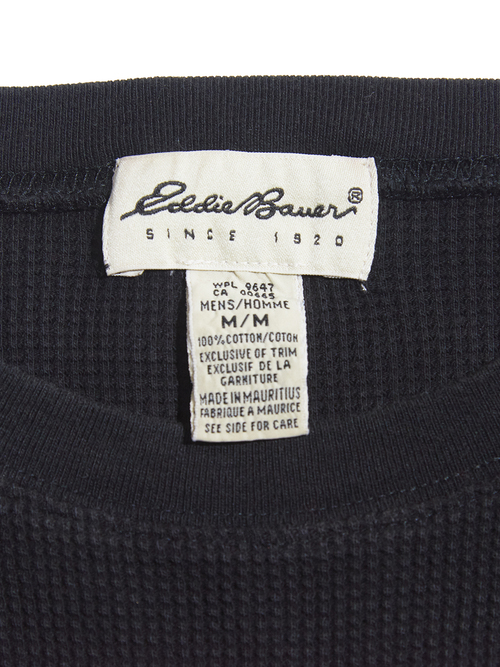 Eddie Bauer®
SINCE 1920
WPL 9647
CA 00665
MENS/HOMME
M/M
100% COTTON/COTON
EXCLUSIVE OF TRIM
EXCLUSIF DE LA
GARNITURE
MADE IN MAURITIUS
FABRIQUE A MAURICE
SEE SIDE FOR CARE